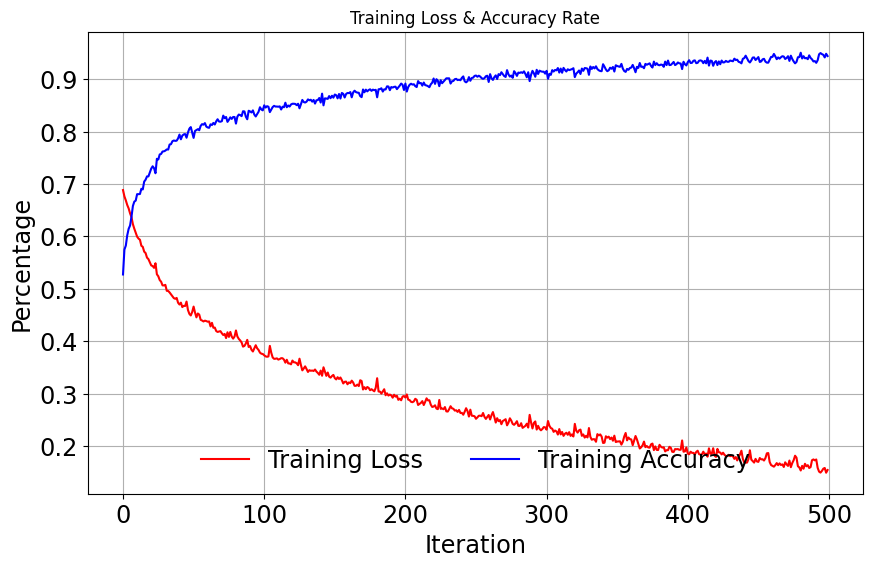 Training Loss & Accuracy Rate
Percentage
0.9
0.8
0.7
0.6
0.5
0.4
0.3
0.2
Training Loss
Training Accuracy
0 100 200 300 400 500
Iteration